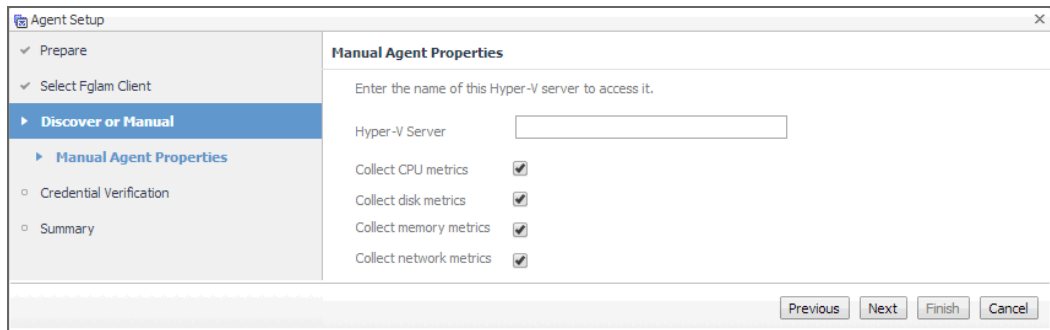 Agent Setup
Prepare
Select Fglam Client
Discover or Manual
Manual Agent Properties
Credential Verification
Summary
Manual Agent Properties
Enter the name of this Hyper-V server to access it.
Hyper-V Server
Collect CPU metrics
Collect disk metrics
Collect memory metrics
Collect network metrics
Previous Next Finish Cancel